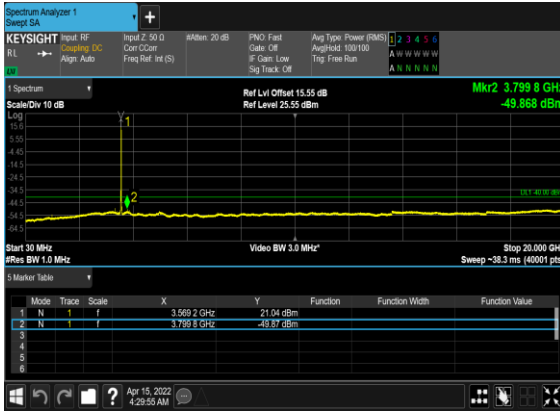 Spectrum Analyzer 1
Swept SA
+
KEYSIGHT Input: RF Input Z: 50 Ω #Atten: 20 dB PNO: Fast Avg Type: Power (RMS) 1 2 3 4 5 6
RL Coupling: DC Corr CCorr Gate: Off Avg|Hold: 100/100 A W W W W W
Align: Auto Freq Ref: Int (S) IF Gain: Low Trig: Free Run
Sig Track: Off A N N N N N
1 Spectrum Ref Lvl Offset 15.55 dB Mkr2 3.799 8 GHz
Scale/Div 10 dB Ref Level 25.55 dBm -49.868 dBm
Log
15.6 1
5.55
-4.45
-14.5
-24.5
-34.5 DL1 -40.00 dBm
-44.5 2
-54.5
-64.5
Start 30 MHz Video BW 3.0 MHz* Stop 20.000 GHz
#Res BW 1.0 MHz Sweep ~38.3 ms (40001 pts)
5 Marker Table
Mode Trace Scale X Y Function Function Width Function Value
1 N 1 f 3.569 2 GHz 21.04 dBm
2 N 1 f 3.799 8 GHz -49.87 dBm
3
4
5
6
? Apr 15, 2022
4:29:55 AM